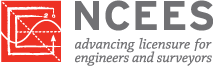 NCEES
advancing licensure for
engineers and surveyors